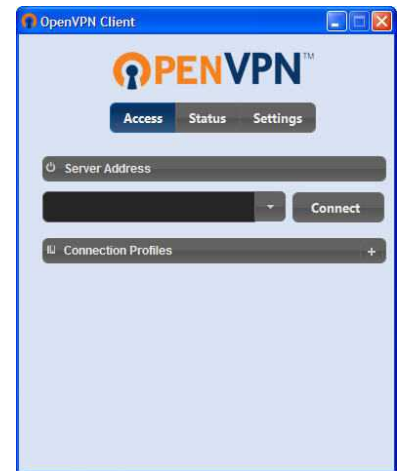 OpenVPN Client
OPENVPN™
Access Status Settings
Server Address
Connect
Connection Profiles +